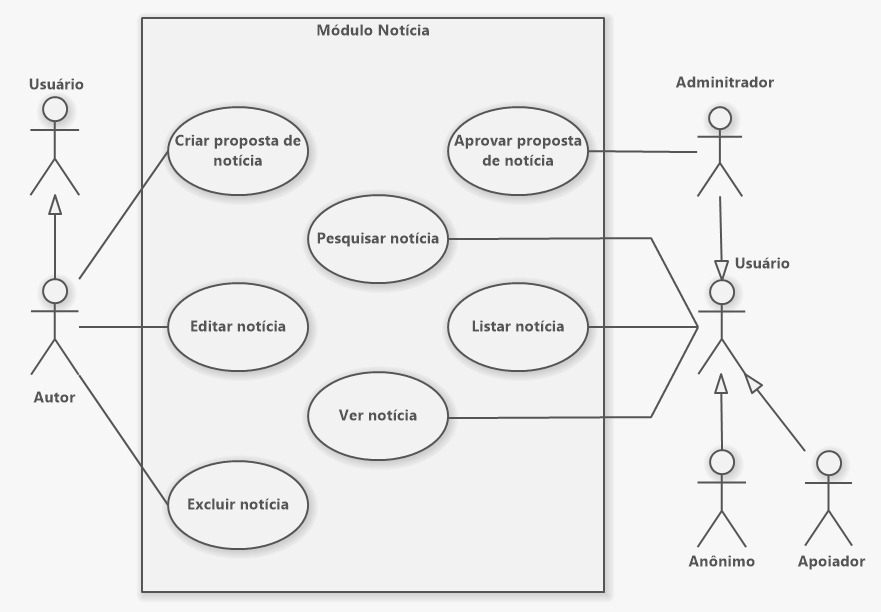 Módulo Notícia
Usuário
Adminitrador
Criar proposta de
notícia
Aprovar proposta
de notícia
Pesquisar notícia
Usuário
Editar notícia
Listar notícia
Autor
Ver notícia
Excluir notícia
Anônimo
Apoiador